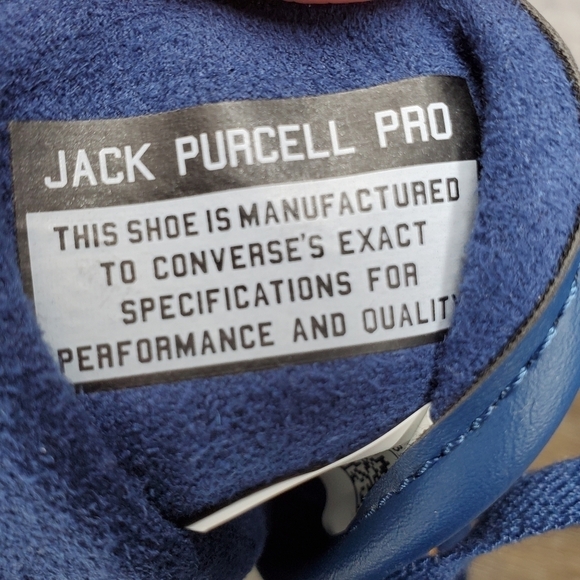 JACK PURCELL PRO
THIS SHOE IS MANUFACTURED
TO CONVERSE'S EXACT
SPECIFICATIONS FOR
PERFORMANCE AND QUALITY